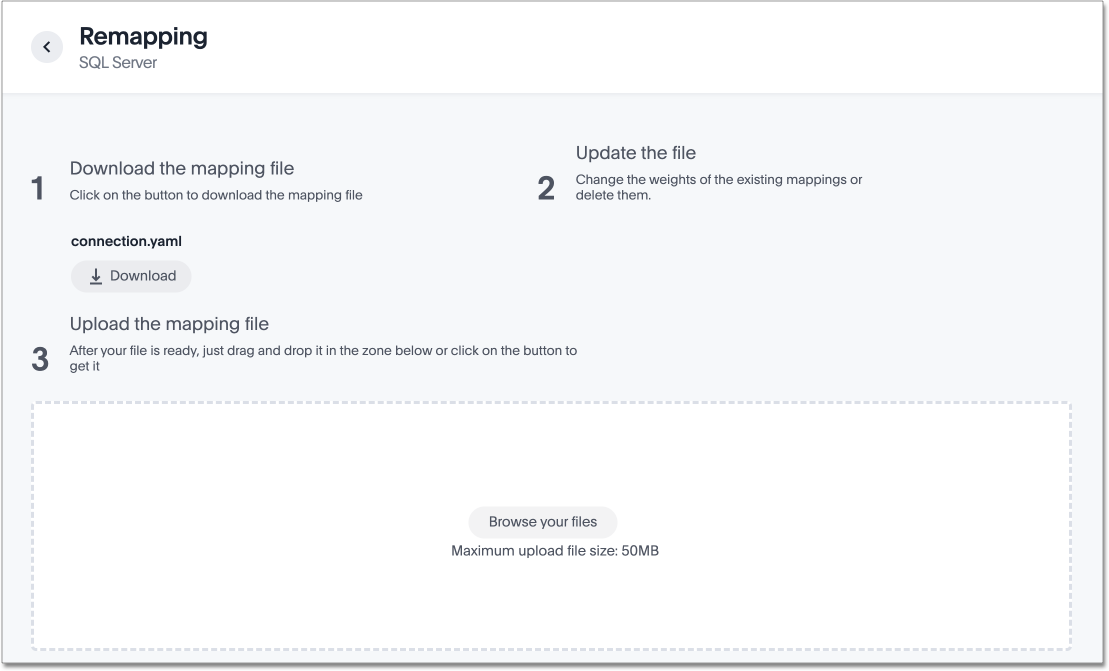 Remapping
SQL Server
1
Download the mapping file
Click on the button to download the mapping file
connection.yaml
Download
2
Update the file
Change the weights of the existing mappings or
delete them.
3
Upload the mapping file
After your file is ready, just drag and drop it in the zone below or click on the button to
get it
Browse your files
Maximum upload file size: 50MB